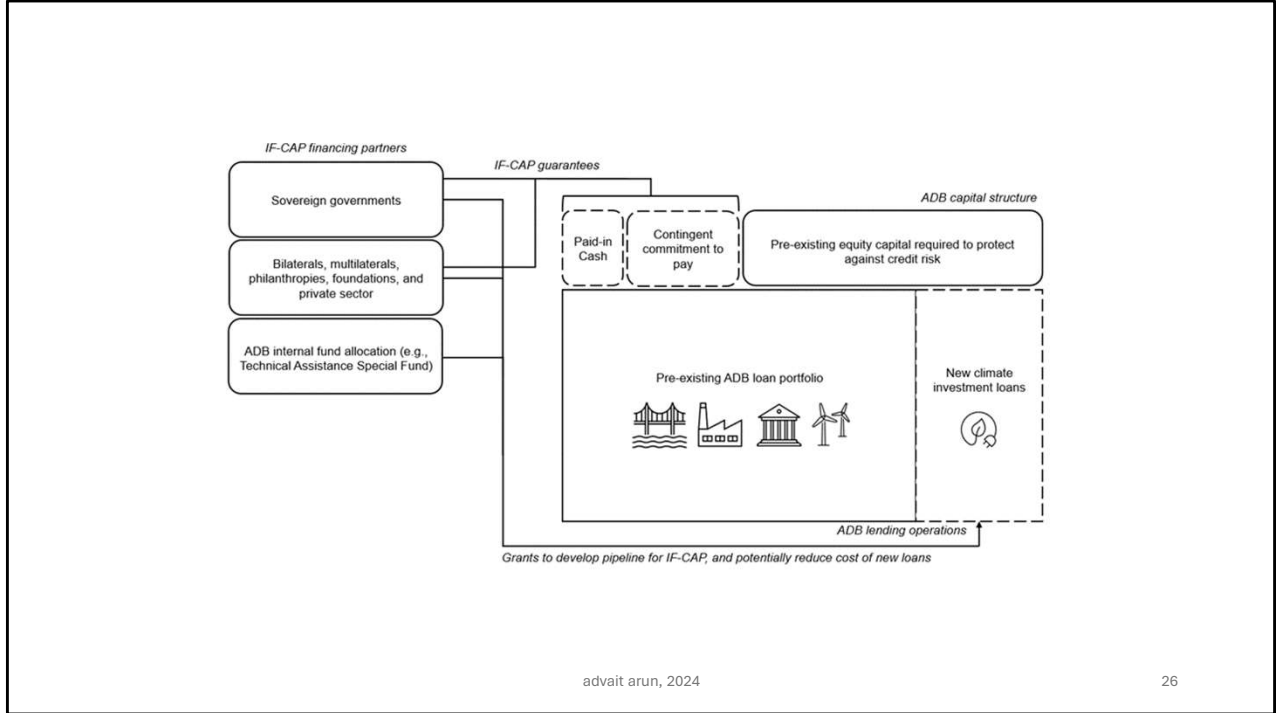 IF-CAP financing partners
Sovereign governments
Bilaterals, multilaterals,
philanthropies, foundations, and
private sector
ADB internal fund allocation (e.g.,
Technical Assistance Special Fund)
IF-CAP guarantees
Paid-in
Cash
Contingent
commitment to
pay
ADB capital structure
Pre-existing equity capital required to protect
against credit risk
Pre-existing ADB loan portfolio
New climate
investment loans
ADB lending operations
Grants to develop pipeline for IF-CAP, and potentially reduce cost of new loans
advait arun, 2024
26